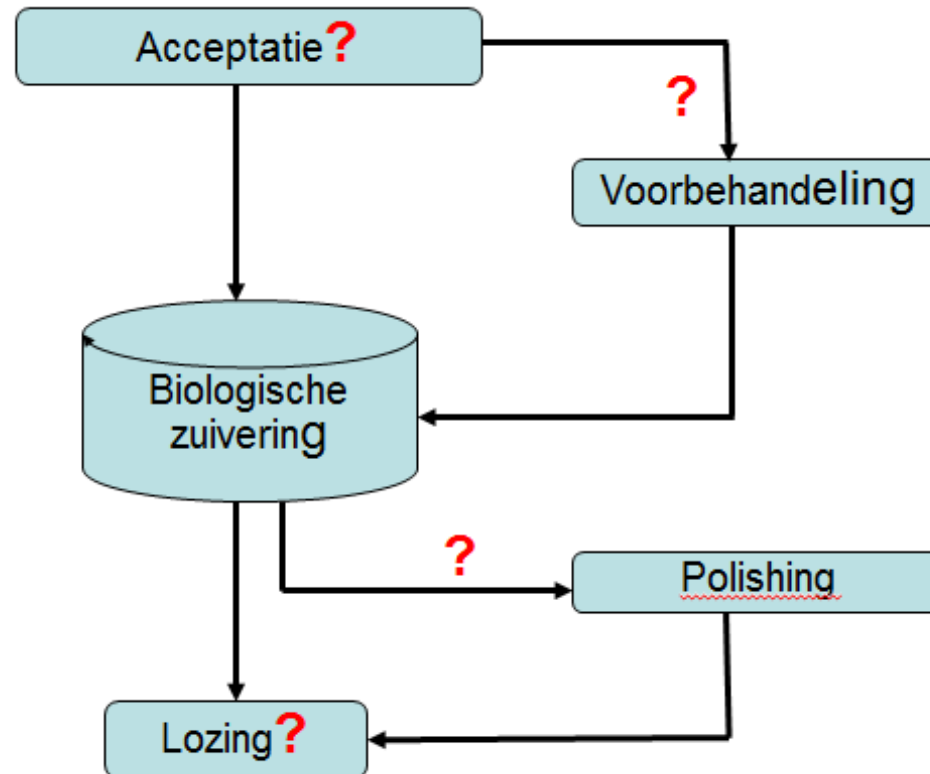 Acceptatie?
?
Voorbehandeling
Biologische
zuivering
?
Polishing
Lozing?